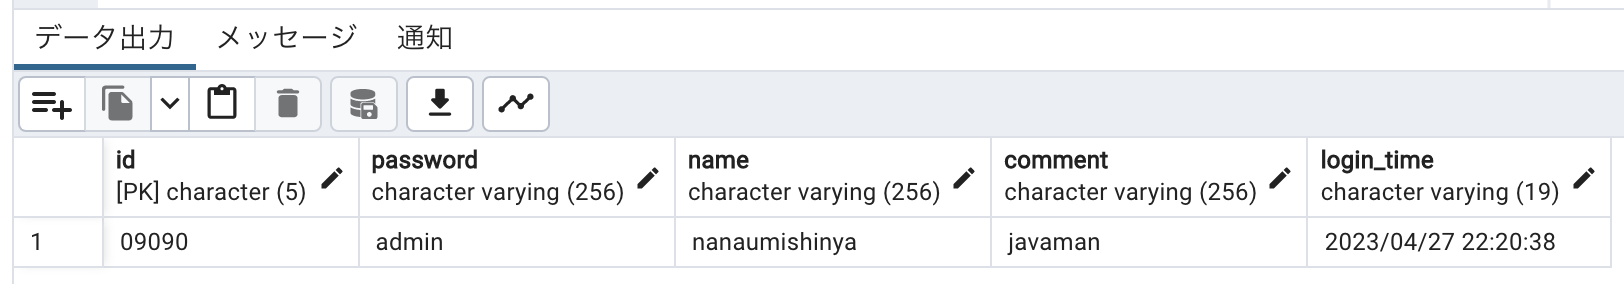 データ出力 メッセージ 通知
id password name comment login_time
[PK] character (5) character varying (256) character varying (256) character varying (256) character varying (19)
1 09090 admin nanaumishinya javaman 2023/04/27 22:20:38